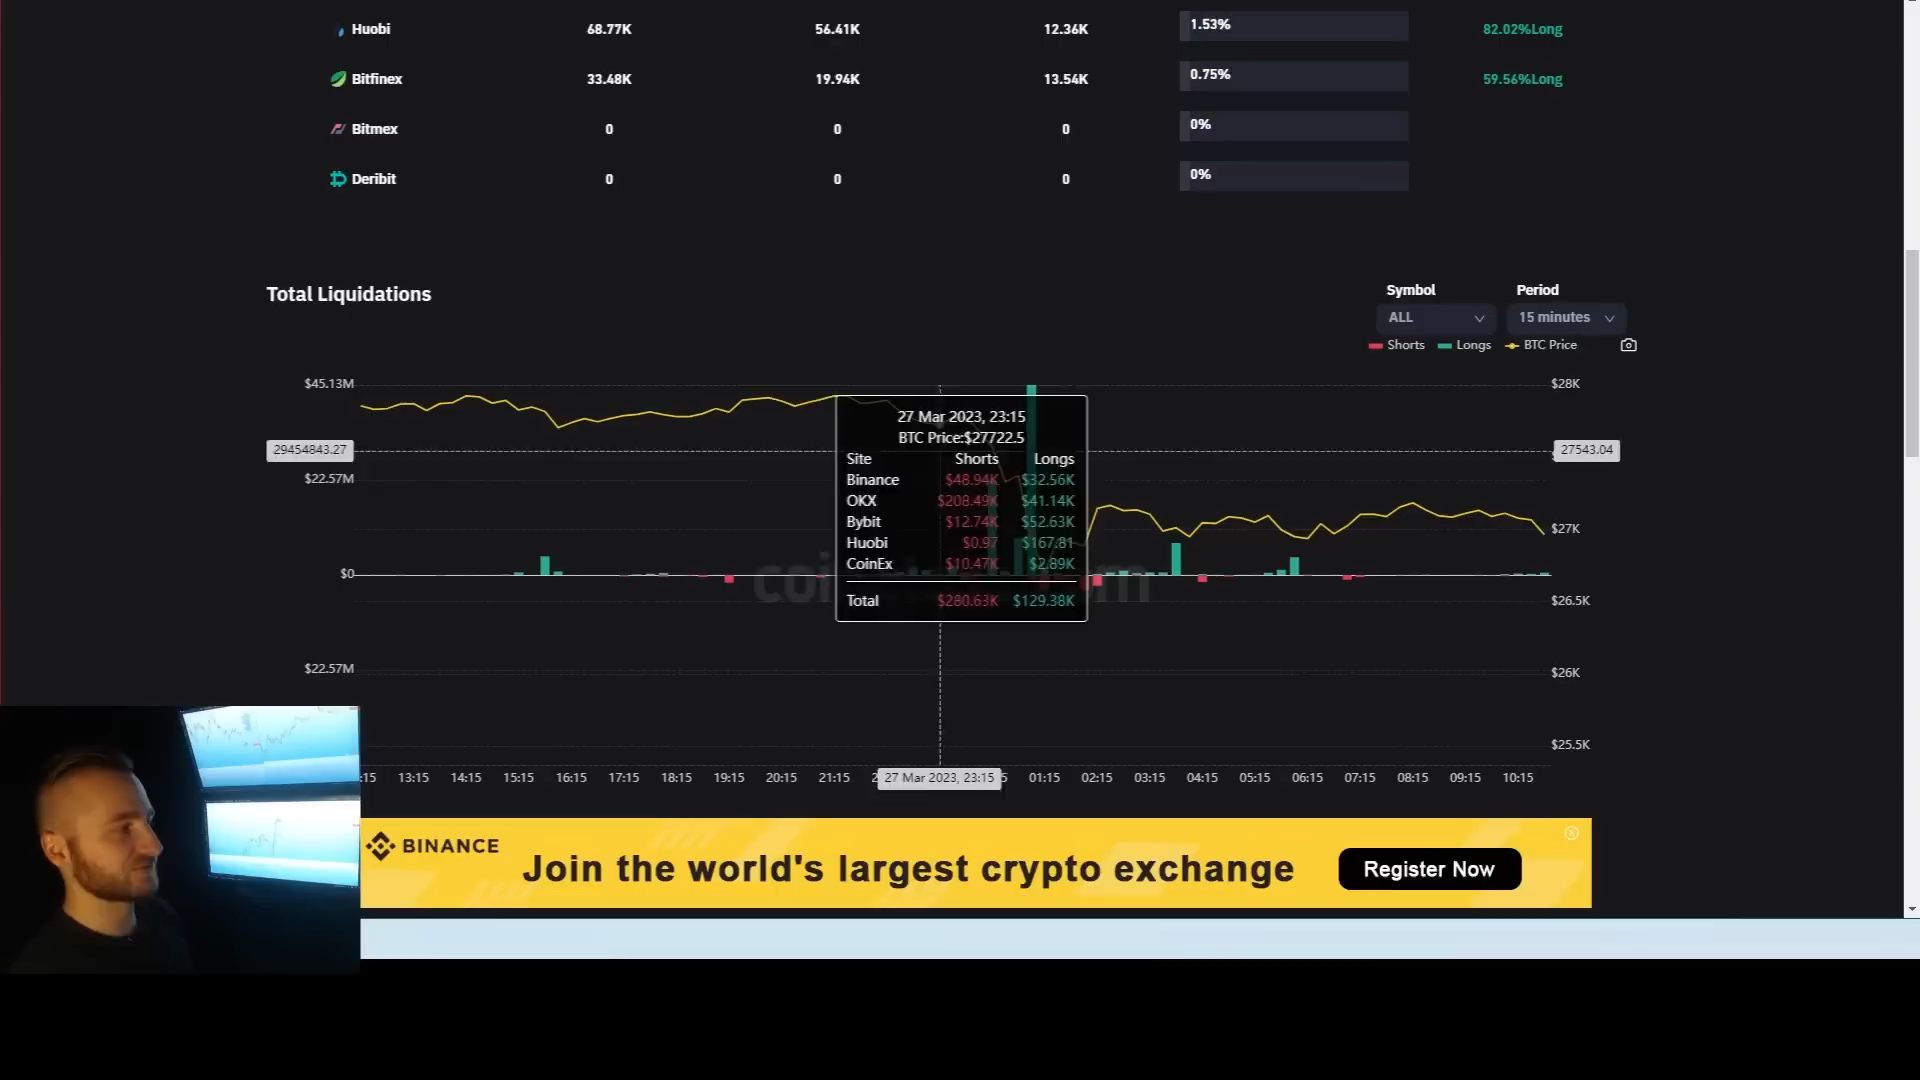 Huobi 68.77K 56.41K 12.36K 1.53% 82.02%Long
Bitfinex 33.48K 19.94K 13.54K 0.75% 59.56%Long
Bitmex 0 0 0 0%
Deribit 0 0 0 0%
Total Liquidations
Symbol Period
ALL 15 minutes
Shorts Longs BTC Price
$45.13M $28K
27 Mar 2023, 23:15
BTC Price:$27722.5
29454843.27 27543.04
Site Shorts Longs
$22.57M
Binance $48.94K $32.56K
OKX $208.49K $41.14K
Bybit $12.74K $52.63K
$27K
Huobi $0.97 $167.81
CoinEx $10.47K $2.89K
$0
Total $280.63K $129.38K
$26.5K
$22.57M $26K
$25.5K
:15 13:15 14:15 15:15 16:15 17:15 18:15 19:15 20:15 21:15 2 27 Mar 2023, 23:15 5 01:15 02:15 03:15 04:15 05:15 06:15 07:15 08:15 09:15 10:15
BINANCE
Join the world's largest crypto exchange Register Now